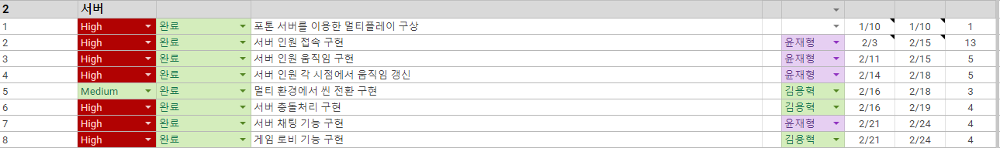 2 서버
1 High 완료 포톤 서버를 이용한 멀티플레이 구상 1/10 1/10 1
2 High 완료 서버 인원 접속 구현 윤재형 2/3 2/15 13
3 High 완료 서버 인원 움직임 구현 윤재형 2/11 2/15 5
4 High 완료 서버 인원 각 시점에서 움직임 갱신 윤재형 2/14 2/18 5
5 Medium 완료 멀티 환경에서 씬 전환 구현 김용혁 2/16 2/18 3
6 High 완료 서버 충돌처리 구현 김용혁 2/16 2/19 4
7 High 완료 서버 채팅 기능 구현 윤재형 2/21 2/24 4
8 High 완료 게임 로비 기능 구현 김용혁 2/21 2/24 4